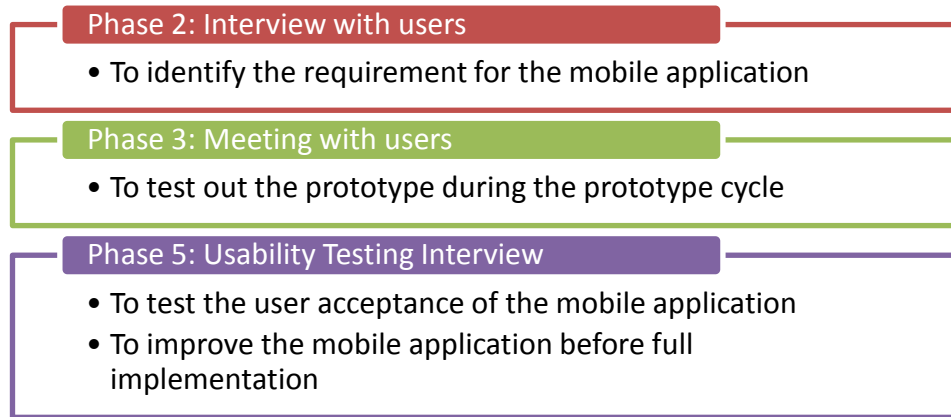 Phase 2: Interview with users
• To identify the requirement for the mobile application
Phase 3: Meeting with users
• To test out the prototype during the prototype cycle
Phase 5: Usability Testing Interview
• To test the user acceptance of the mobile application
• To improve the mobile application before full
implementation